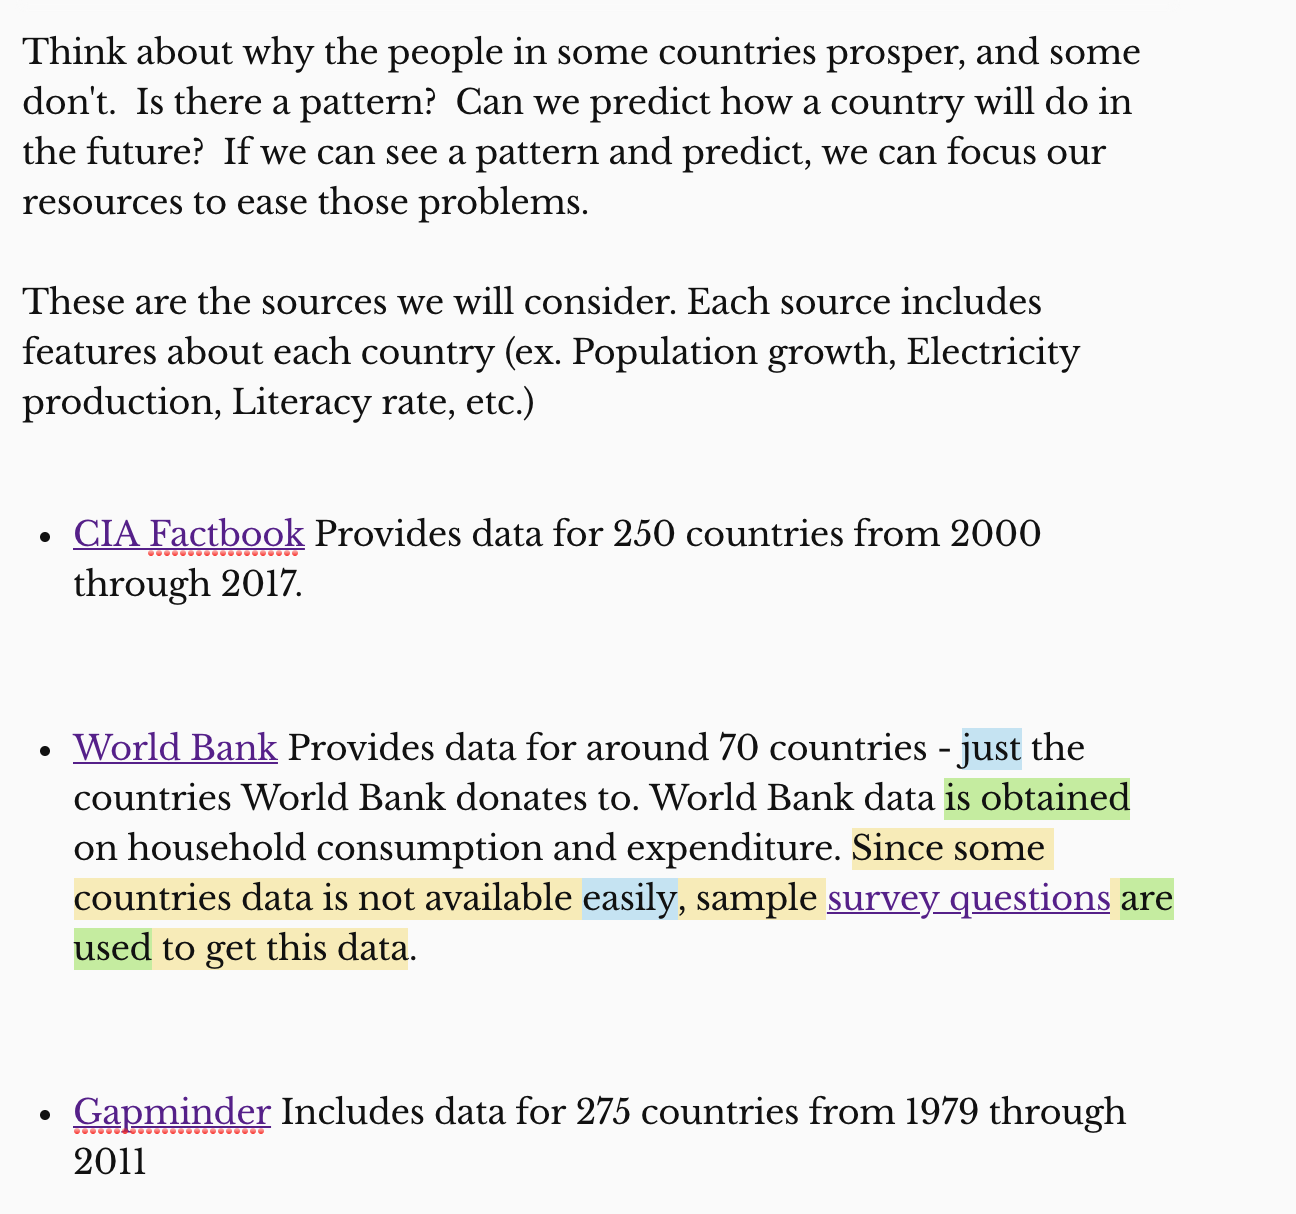 Think about why the people in some countries prosper, and some
don't.  Is there a pattern?  Can we predict how a country will do in
the future?  If we can see a pattern and predict, we can focus our
resources to ease those problems.
These are the sources we will consider. Each source includes
features about each country (ex. Population growth, Electricity
production, Literacy rate, etc.)
• CIA Factbook Provides data for 250 countries from 2000
through 2017.
• World Bank Provides data for around 70 countries - just the
countries World Bank donates to. World Bank data is obtained
on household consumption and expenditure. Since some
countries data is not available easily, sample survey questions are
used to get this data.
• Gapminder Includes data for 275 countries from 1979 through
2011